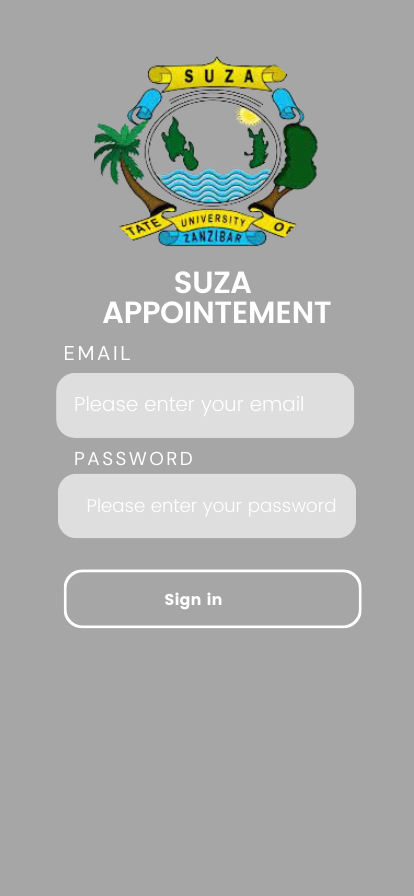 SUZA
TATE UNIVERSITY OF
ZANZIBAR
SUZA
APPOINTEMENT
EMAIL
Please enter your email
PASSWORD
Please enter your password
Sign in